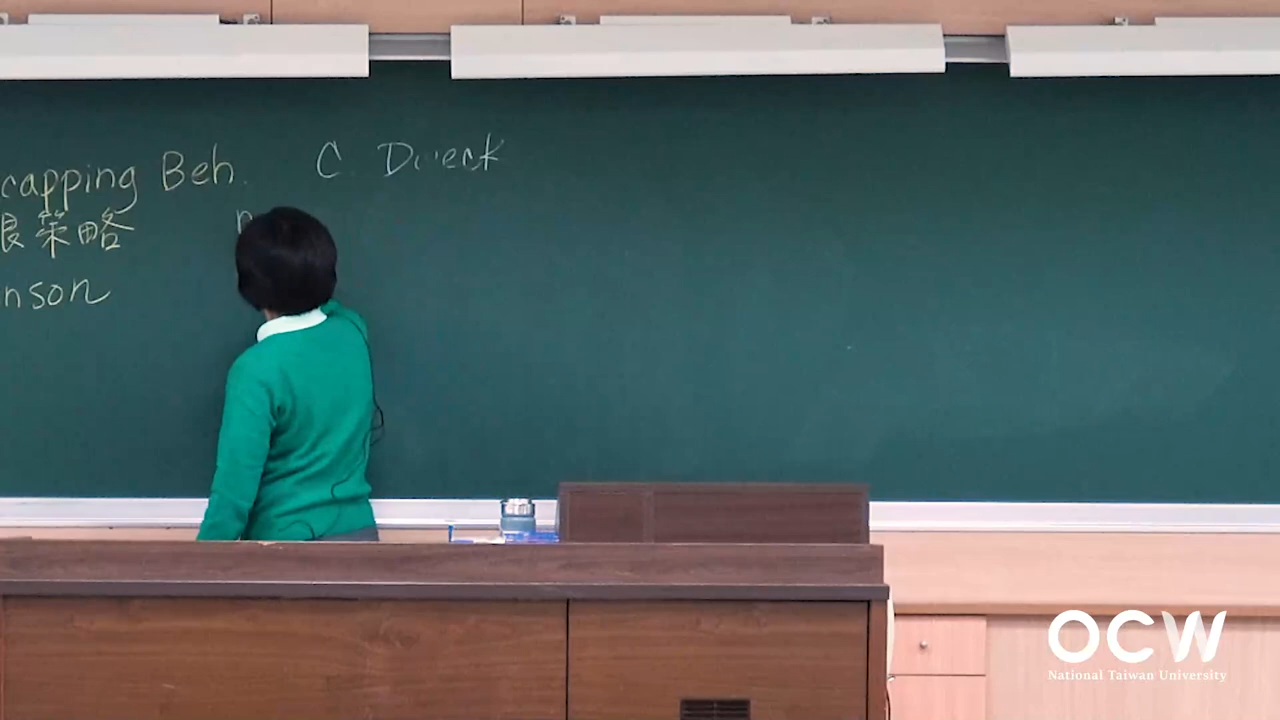 capping Beh. C. Dweck
限策略
nson
OCW
National Taiwan University